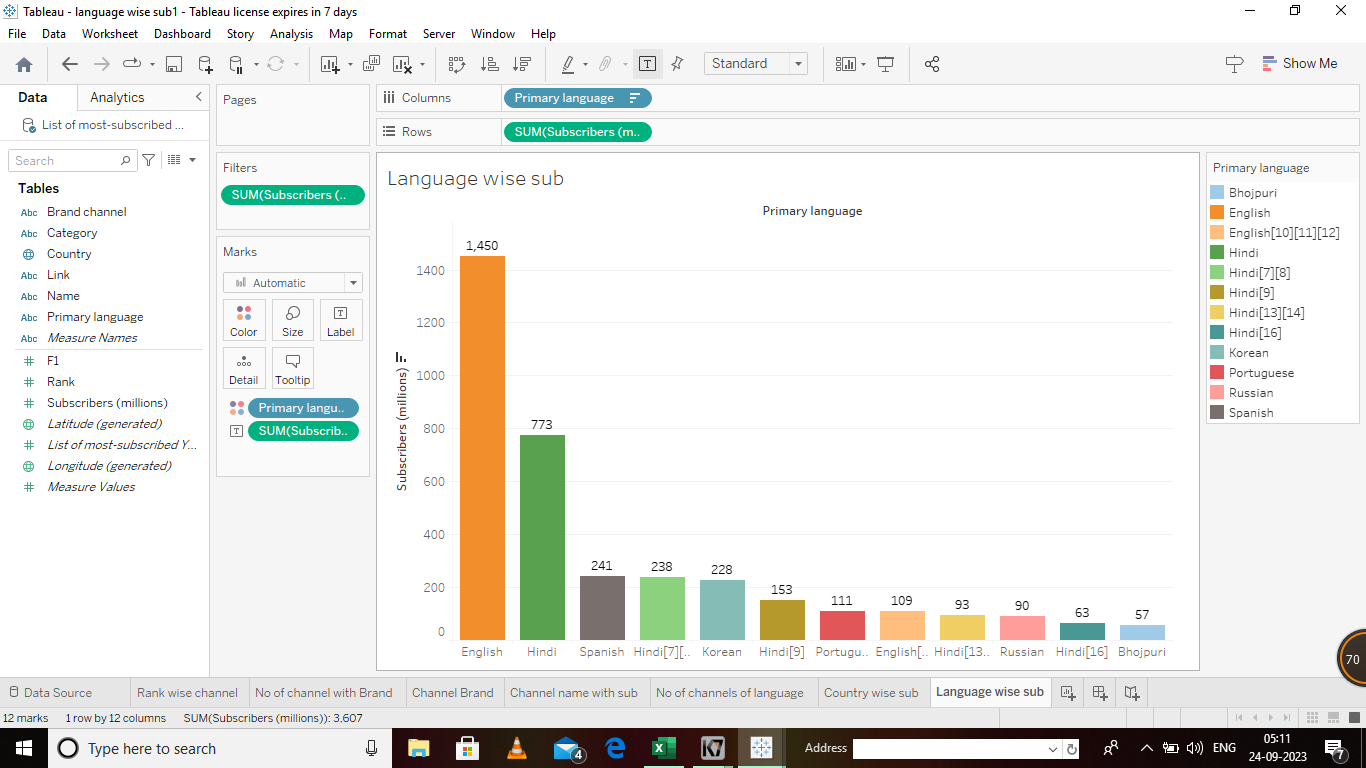 Tableau - language wise sub1 - Tableau license expires in 7 days
File Data Worksheet Dashboard Story Analysis Map Format Server Window Help
Standard
Show Me
Data Analytics
List of most-subscribed ...
Search
Tables
Abc Brand channel
Abc Category
Country
Abc Link
Abc Name
Abc Primary language
Abc Measure Names
F1
Rank
Subscribers (millions)
Latitude (generated)
List of most-subscribed Y...
Longitude (generated)
Measure Values
Pages
Filters
SUM(Subscribers (..
Marks
Automatic
Color Size Label
Detail Tooltip
Primary langu..
SUM(Subscrib..
Columns Primary language
Rows SUM(Subscribers (m..
Language wise sub
Primary language
Subscribers (millions)
1400
1200
1000
800
600
400
200
0
1,450 773 241 238 228 153 111 109 93 90 63 57
English Hindi Spanish Hindi[7][.. Korean Hindi[9] Portugu.. English[.. Hindi[13.. Russian Hindi[16] Bhojpuri
Primary language
Bhojpuri
English
English[10][11][12]
Hindi
Hindi[7][8]
Hindi[9]
Hindi[13][14]
Hindi[16]
Korean
Portuguese
Russian
Spanish
70
Data Source Rank wise channel No of channel with Brand Channel Brand Channel name with sub No of channels of language Country wise sub Language wise sub
12 marks 1 row by 12 columns SUM(Subscribers (millions)): 3,607
Type here to search
4
Address
ENG
05:11
24-09-2023
7